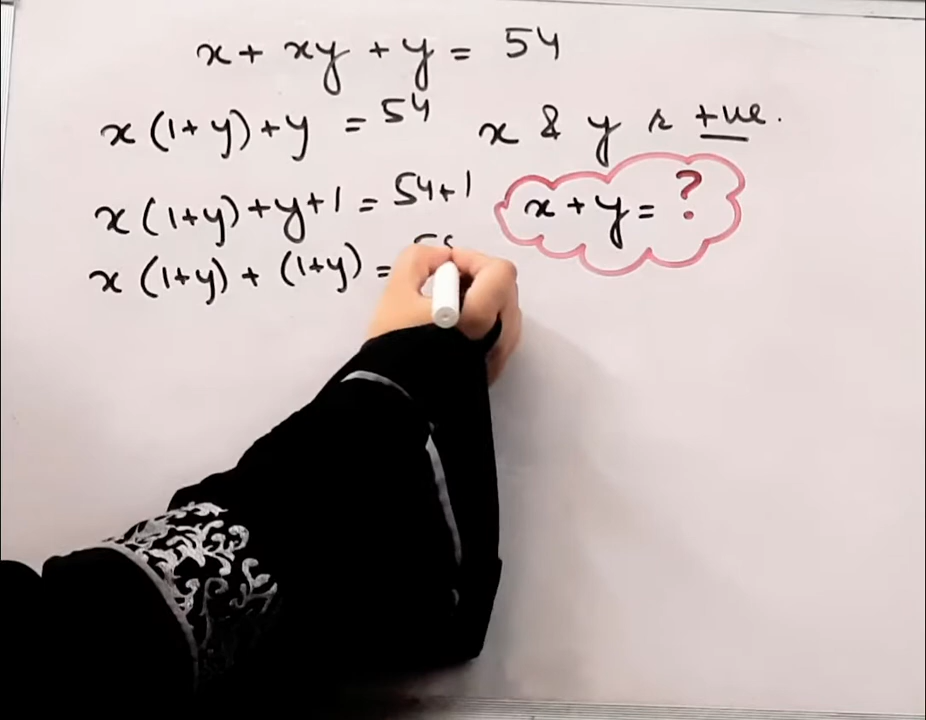 x + xy + y = 54
x (1+y) + y = 54
x & y r +ve.
x (1+y) + y + 1 = 54+1
x + y = ?
x (1+y) + (1+y) =